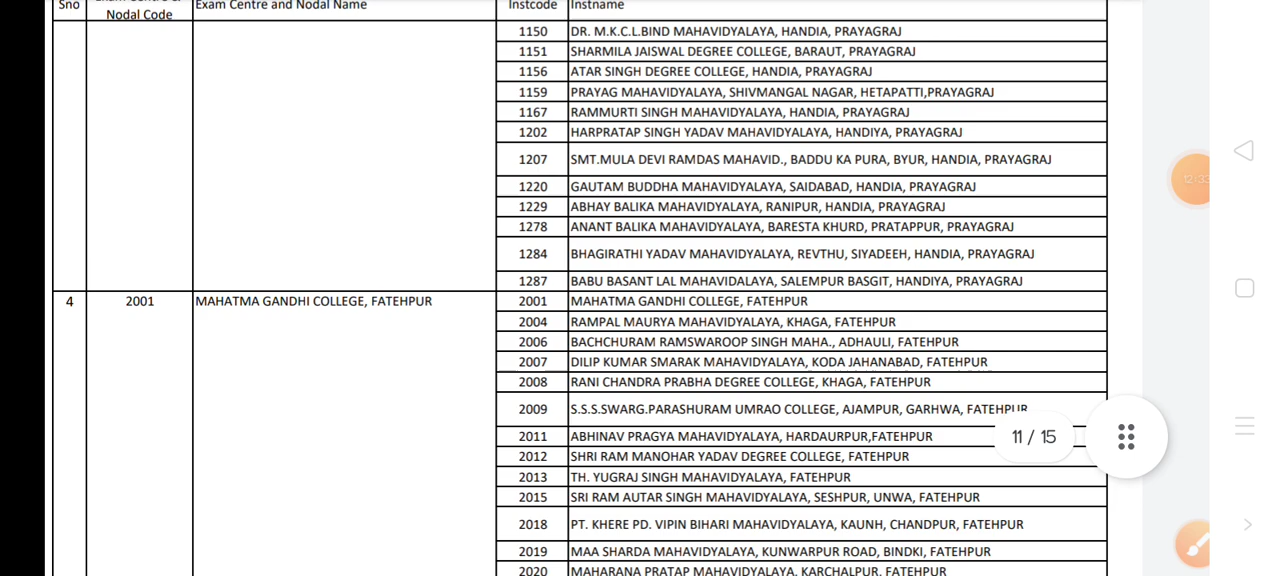 Sno Nodal Code Exam Centre and Nodal Name Instcode Instname
1150 DR. M.K.C.L.BIND MAHAVIDYALAYA, HANDIA, PRAYAGRAJ
1151 SHARMILA JAISWAL DEGREE COLLEGE, BARAUT, PRAYAGRAJ
1156 ATAR SINGH DEGREE COLLEGE, HANDIA, PRAYAGRAJ
1159 PRAYAG MAHAVIDYALAYA, SHIVMANGAL NAGAR, HETAPATTI,PRAYAGRAJ
1167 RAMMURTI SINGH MAHAVIDYALAYA, HANDIA, PRAYAGRAJ
1202 HARPRATAP SINGH YADAV MAHAVIDYALAYA, HANDIYA, PRAYAGRAJ
1207 SMT.MULA DEVI RAMDAS MAHAVID., BADDU KA PURA, BYUR, HANDIA, PRAYAGRAJ
1220 GAUTAM BUDDHA MAHAVIDYALAYA, SAIDABAD, HANDIA, PRAYAGRAJ
1229 ABHAY BALIKA MAHAVIDYALAYA, RANIPUR, HANDIA, PRAYAGRAJ
1278 ANANT BALIKA MAHAVIDYALAYA, BARESTA KHURD, PRATAPPUR, PRAYAGRAJ
1284 BHAGIRATHI YADAV MAHAVIDYALAYA, REVTHU, SIYADEEH, HANDIA, PRAYAGRAJ
1287 BABU BASANT LAL MAHAVIDALAYA, SALEMPUR BASGIT, HANDIYA, PRAYAGRAJ
4 2001 MAHATMA GANDHI COLLEGE, FATEHPUR 2001 MAHATMA GANDHI COLLEGE, FATEHPUR
2004 RAMPAL MAURYA MAHAVIDYALAYA, KHAGA, FATEHPUR
2006 BACHCHURAM RAMSWAROOP SINGH MAHA., ADHAULI, FATEHPUR
2007 DILIP KUMAR SMARAK MAHAVIDYALAYA, KODA JAHANABAD, FATEHPUR
2008 RANI CHANDRA PRABHA DEGREE COLLEGE, KHAGA, FATEHPUR
2009 S.S.S.SWARG.PARASHURAM UMRAO COLLEGE, AJAMPUR, GARHWA, FATEHPUR
2011 ABHINAV PRAGYA MAHAVIDYALAYA, HARDAURPUR,FATEHPUR
11 / 15
2012 SHRI RAM MANOHAR YADAV DEGREE COLLEGE, FATEHPUR
2013 TH. YUGRAJ SINGH MAHAVIDYALAYA, FATEHPUR
2015 SRI RAM AUTAR SINGH MAHAVIDYALAYA, SESHPUR, UNWA, FATEHPUR
2018 PT. KHERE PD. VIPIN BIHARI MAHAVIDYALAYA, KAUNH, CHANDPUR, FATEHPUR
2019 MAA SHARDA MAHAVIDYALAYA, KUNWARPUR ROAD, BINDKI, FATEHPUR
2020 MAHARANA PRATAP MAHAVIDYALAYA, KARCHALPUR, FATEHPUR